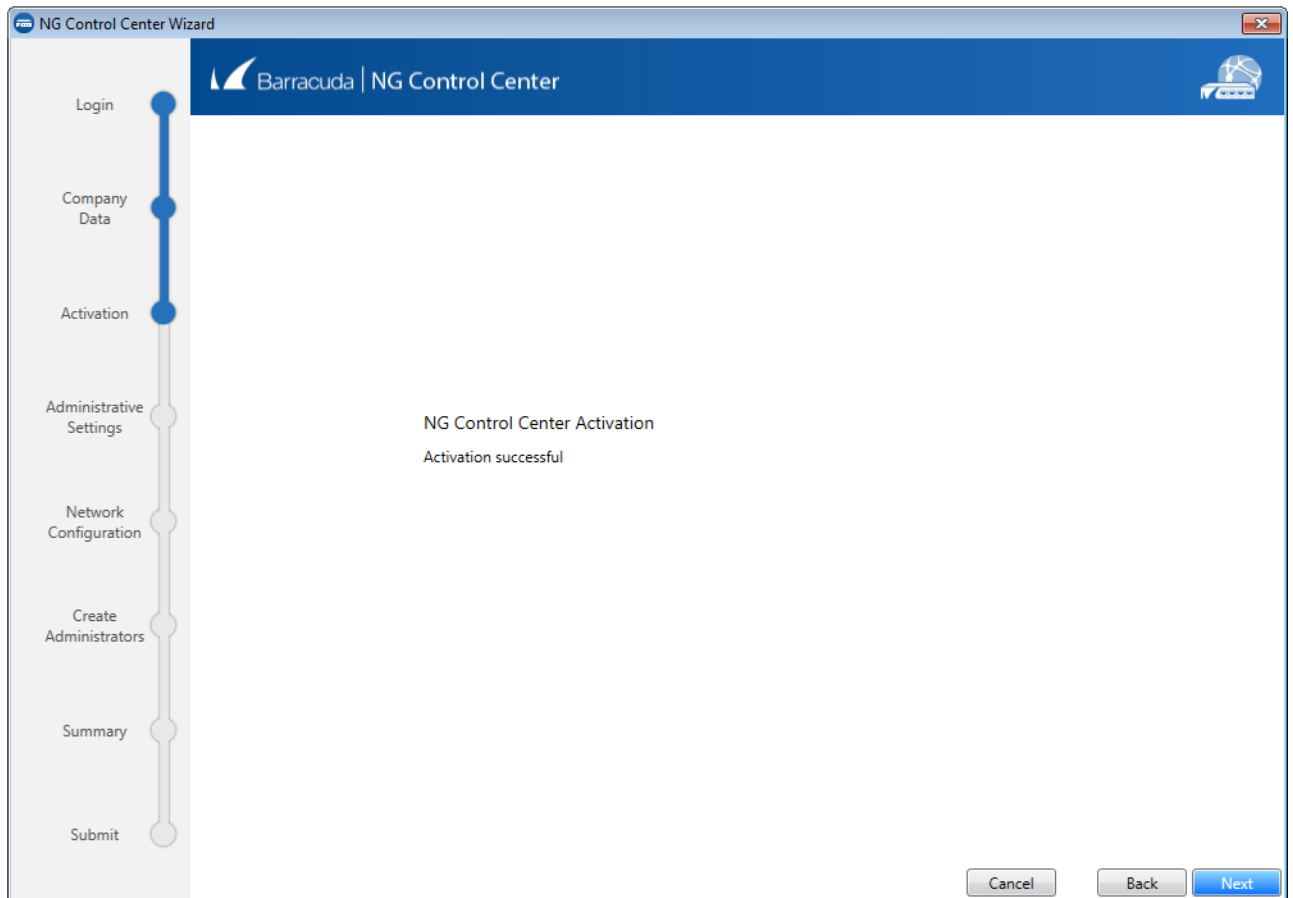 NG Control Center Wizard
Barracuda | NG Control Center
Login
Company
Data
Activation
Administrative
Settings
Network
Configuration
Create
Administrators
Summary
Submit
NG Control Center Activation
Activation successful
Cancel
Back
Next